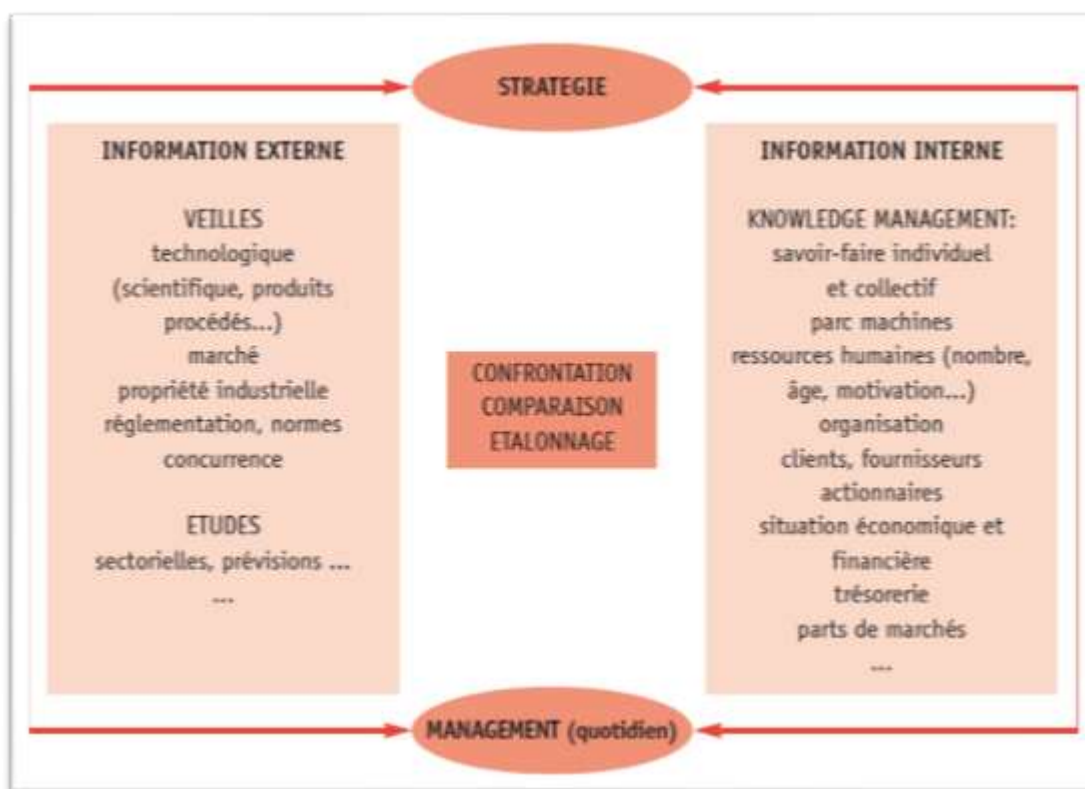 STRATEGIE
INFORMATION EXTERNE
VEILLES
technologique
(scientifique, produits
procédés...)
marché
propriété industrielle
réglementation, normes
concurrence
ETUDES
sectorielles, prévisions ...
...
CONFRONTATION
COMPARAISON
ETALONNAGE
INFORMATION INTERNE
KNOWLEDGE MANAGEMENT:
savoir-faire individuel
et collectif
parc machines
ressources humaines (nombre,
âge, motivation...)
organisation
clients, fournisseurs
actionnaires
situation économique et
financière
trésorerie
parts de marchés
...
MANAGEMENT (quotidien)